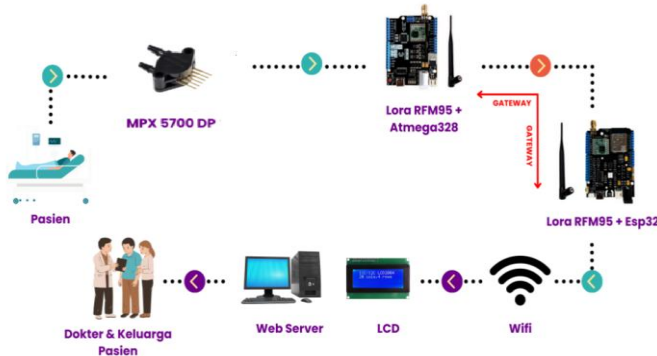 MPX 5700 DP
Lora RFM95 +
Atmega328
GATEWAY
GATEWAY
Lora RFM95 + Esp32
Pasien
Dokter & Keluarga
Pasien
Web Server
LCD
Wifi